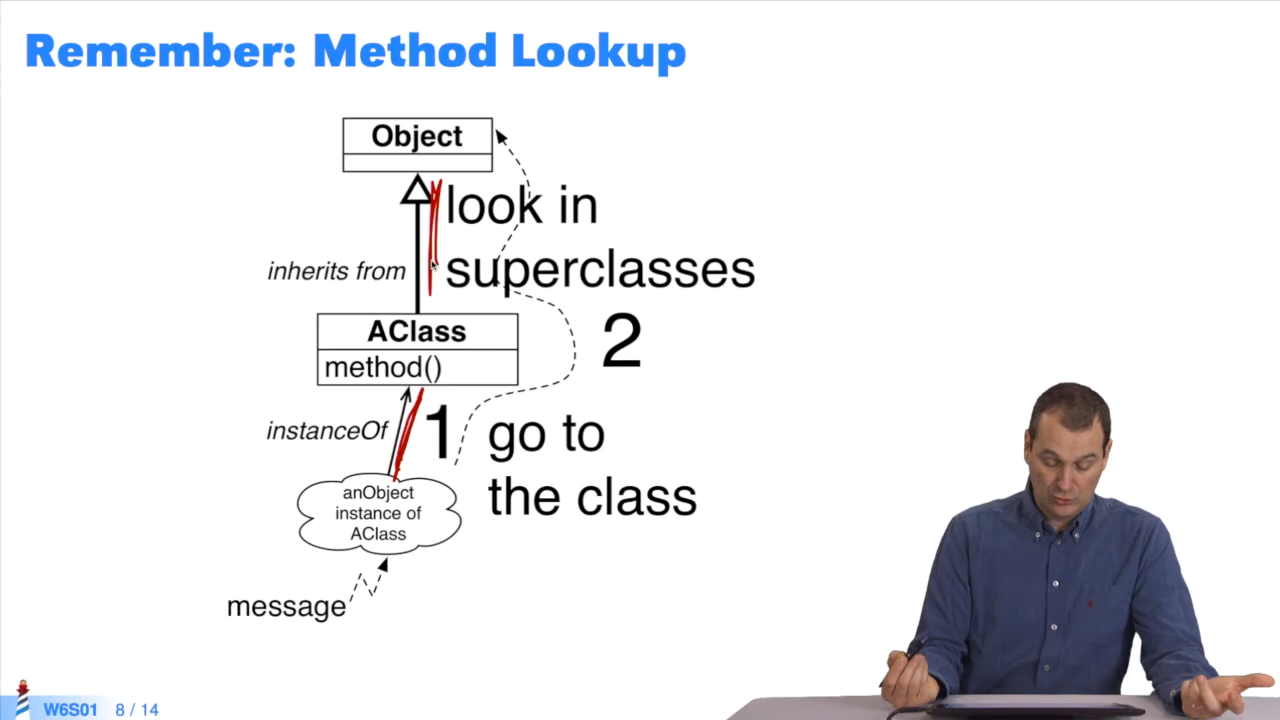 Remember: Method Lookup
Object
look in
superclasses
inherits from
2
AClass
method()
instanceOf
1
go to
the class
anObject
instance of
AClass
message
W6S01 8 / 14